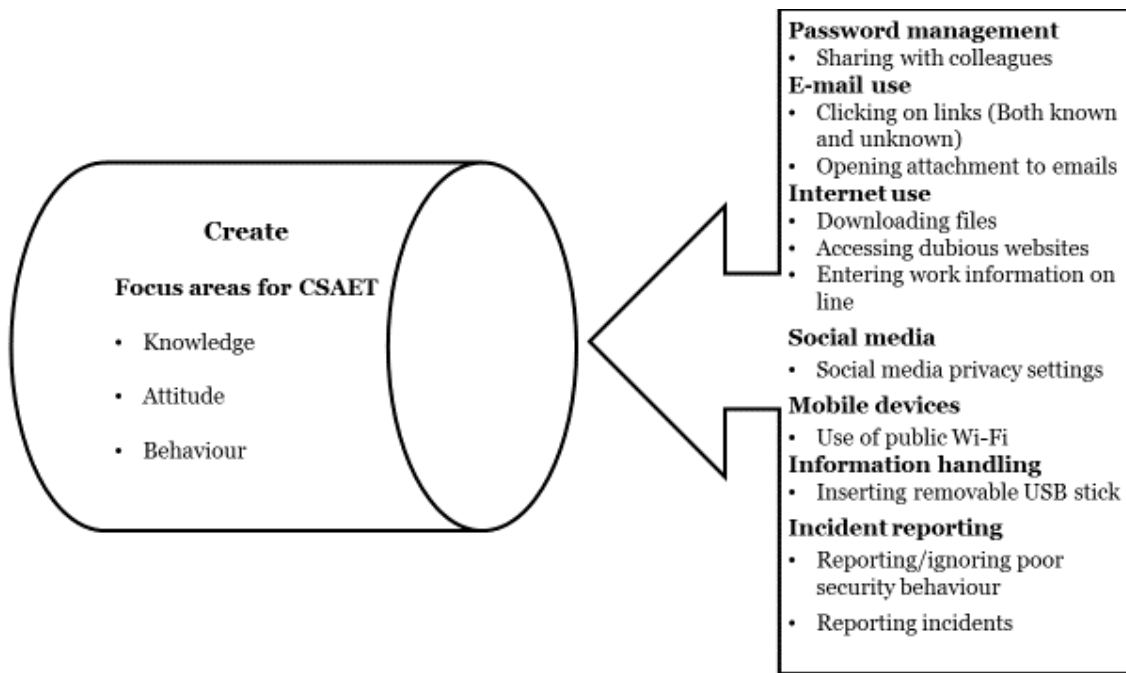 Create
Focus areas for CSAET
• Knowledge
• Attitude
• Behaviour
Password management
• Sharing with colleagues
E-mail use
• Clicking on links (Both known
and unknown)
• Opening attachment to emails
Internet use
• Downloading files
• Accessing dubious websites
• Entering work information on
line
Social media
• Social media privacy settings
Mobile devices
• Use of public Wi-Fi
Information handling
• Inserting removable USB stick
Incident reporting
• Reporting/ignoring poor
security behaviour
• Reporting incidents